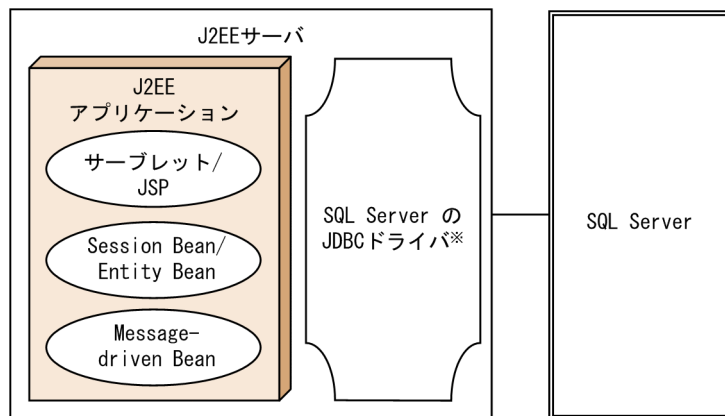 J2EEサーバ
J2EE
アプリケーション
サーブレット/
JSP
Session Bean/
Entity Bean
Message-
driven Bean
SQL Server の
JDBCドライバ※
SQL Server